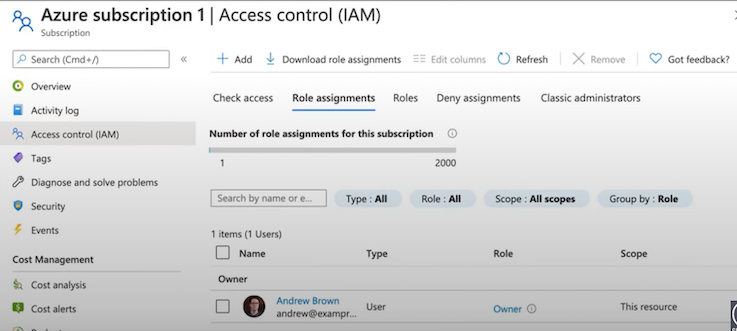 Azure subscription 1 | Access control (IAM)
Subscription
Search (Cmd+/)
«
Add
Download role assignments
Edit columns
Refresh
Remove
Got feedback?
Overview
Activity log
Access control (IAM)
Tags
Diagnose and solve problems
Security
Events
Cost Management
Cost analysis
Cost alerts
Check access
Role assignments
Roles
Deny assignments
Classic administrators
Number of role assignments for this subscription
1
2000
Search by name or e...
Type : All
Role : All
Scope : All scopes
Group by : Role
1 items (1 Users)
Name
Type
Role
Scope
Owner
Andrew Brown
andrew@exampr...
User
Owner
This resource